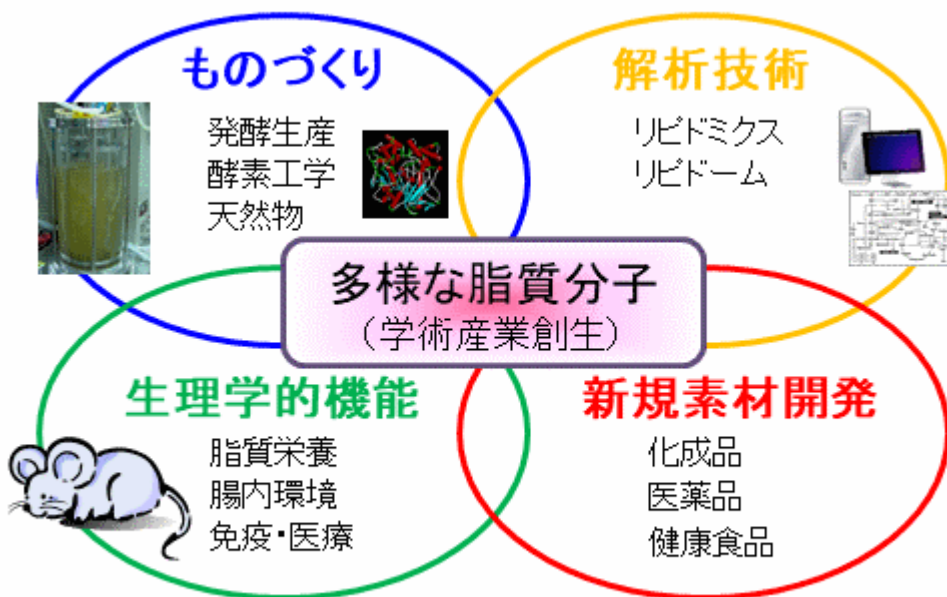 ものづくり
発酵生産
酵素工学
天然物
解析技術
リピドミクス
リピドーム
多様な脂質分子
（学術産業創生）
生理学的機能
脂質栄養
腸内環境
免疫・医療
新規素材開発
化成品
医薬品
健康食品